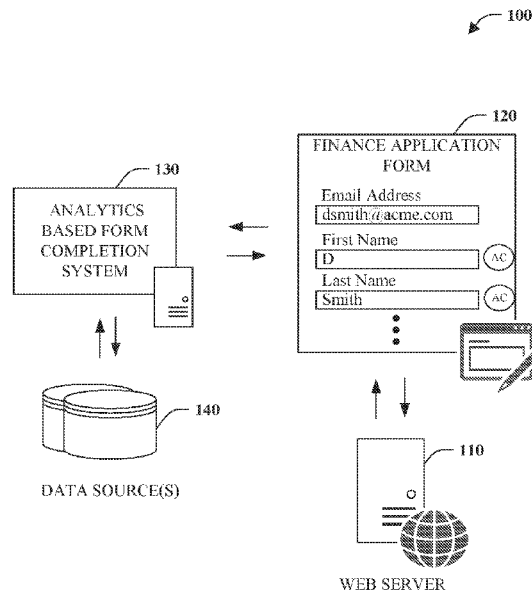 100
120
FINANCE APPLICATION
FORM
Email Address
dsmith@acme.com
First Name
D
AC
Last Name
Smith
AC
130
ANALYTICS
BASED FORM
COMPLETION
SYSTEM
140
DATA SOURCE(S)
110
WEB SERVER